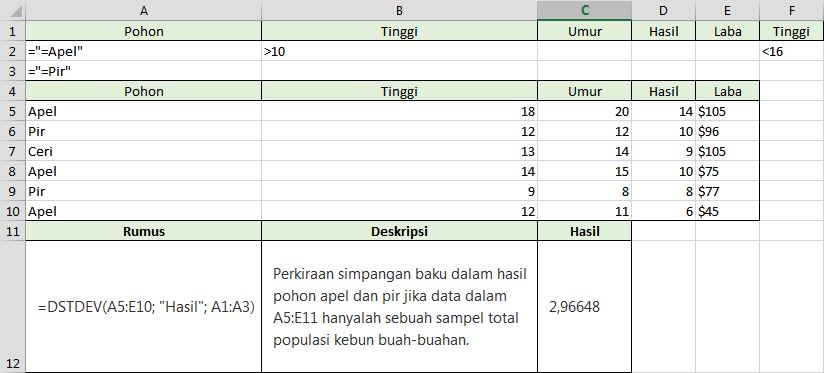 A B C D E F
1 Pohon Tinggi Umur Hasil Laba Tinggi
2 ="=Apel" >10 <16
3 ="=Pir"
4 Pohon Tinggi Umur Hasil Laba
5 Apel 18 20 14 $105
6 Pir 12 12 10 $96
7 Ceri 13 14 9 $105
8 Apel 14 15 10 $75
9 Pir 9 8 8 $77
10 Apel 12 11 6 $45
11 Rumus Deskripsi Hasil
Perkiraan simpangan baku dalam hasil
=DSTDEV(A5:E10; "Hasil"; A1:A3) pohon apel dan pir jika data dalam 2,96648
A5:E11 hanyalah sebuah sampel total
populasi kebun buah-buahan.
12